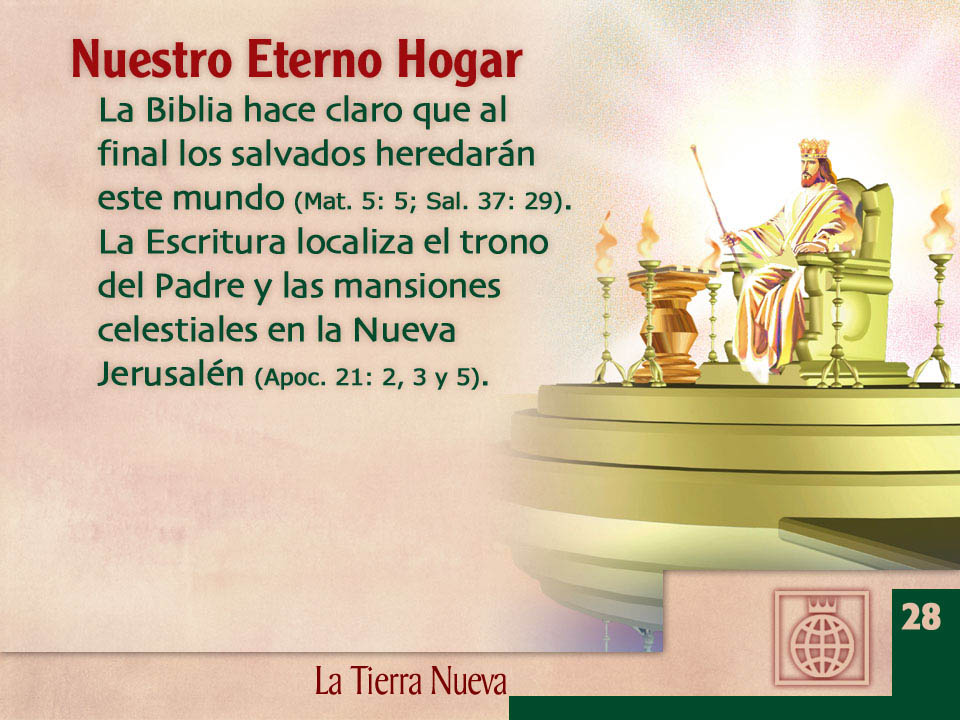 Nuestro Eterno Hogar
La Biblia hace claro que al
final los salvados heredarán
este mundo (Mat. 5: 5; Sal. 37: 29).
La Escritura localiza el trono
del Padre y las mansiones
celestiales en la Nueva
Jerusalén (Apoc. 21: 2, 3 y 5).
28
La Tierra Nueva